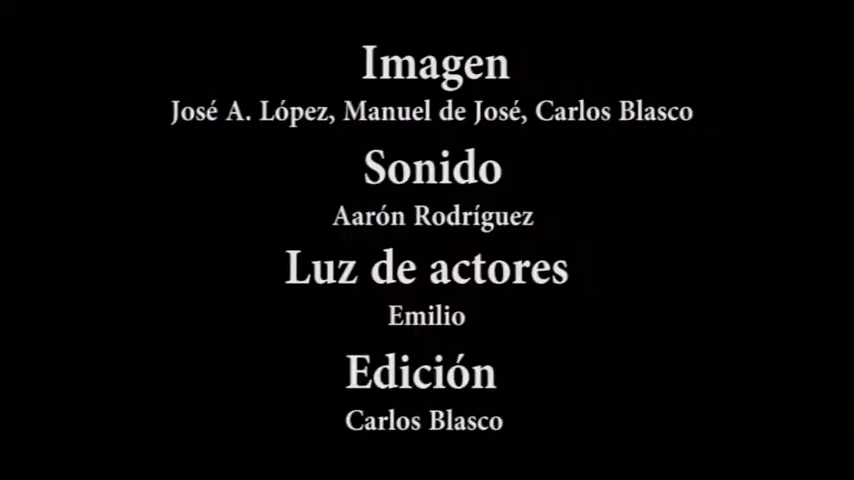 Imagen
José A. López, Manuel de José, Carlos Blasco
Sonido
Aarón Rodríguez
Luz de actores
Emilio
Edición
Carlos Blasco